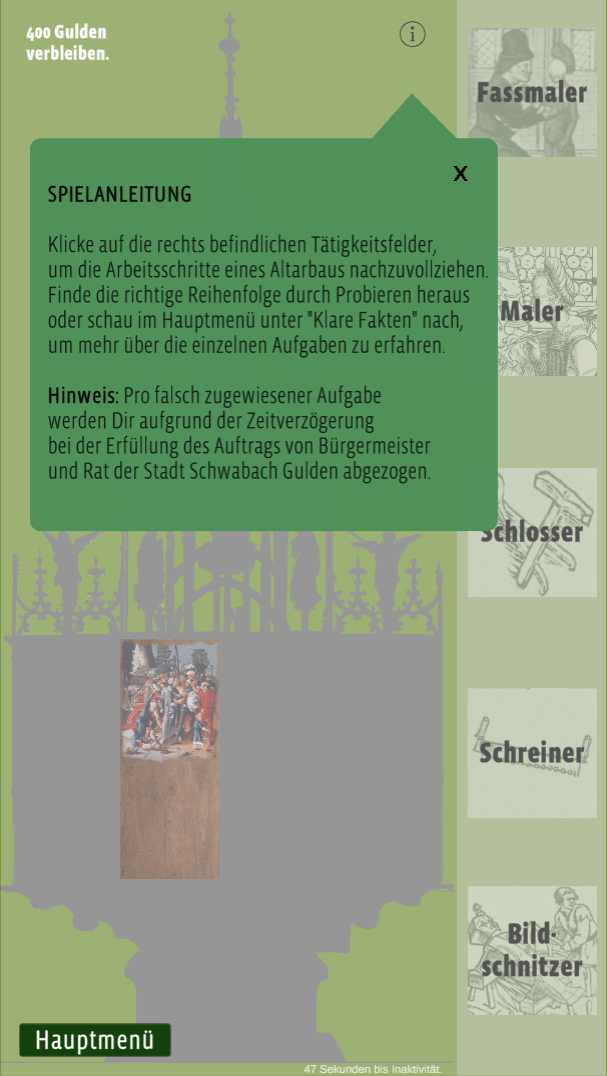 400 Gulden
verbleiben.
i
Fassmaler
X
SPIELANLEITUNG
Klicke auf die rechts befindlichen Tätigkeitsfelder,
um die Arbeitsschritte eines Altarbaus nachzuvollziehen.
Finde die richtige Reihenfolge durch Probieren heraus
oder schau im Hauptmenü unter "Klare Fakten" nach,
um mehr über die einzelnen Aufgaben zu erfahren.
Hinweis: Pro falsch zugewiesener Aufgabe
werden Dir aufgrund der Zeitverzögerung
bei der Erfüllung des Auftrags von Bürgermeister
und Rat der Stadt Schwabach Gulden abgezogen.
Maler
Schlosser
Schreiner
Bild-
schnitzer
Hauptmenü
47 Sekunden bis Inaktivität.